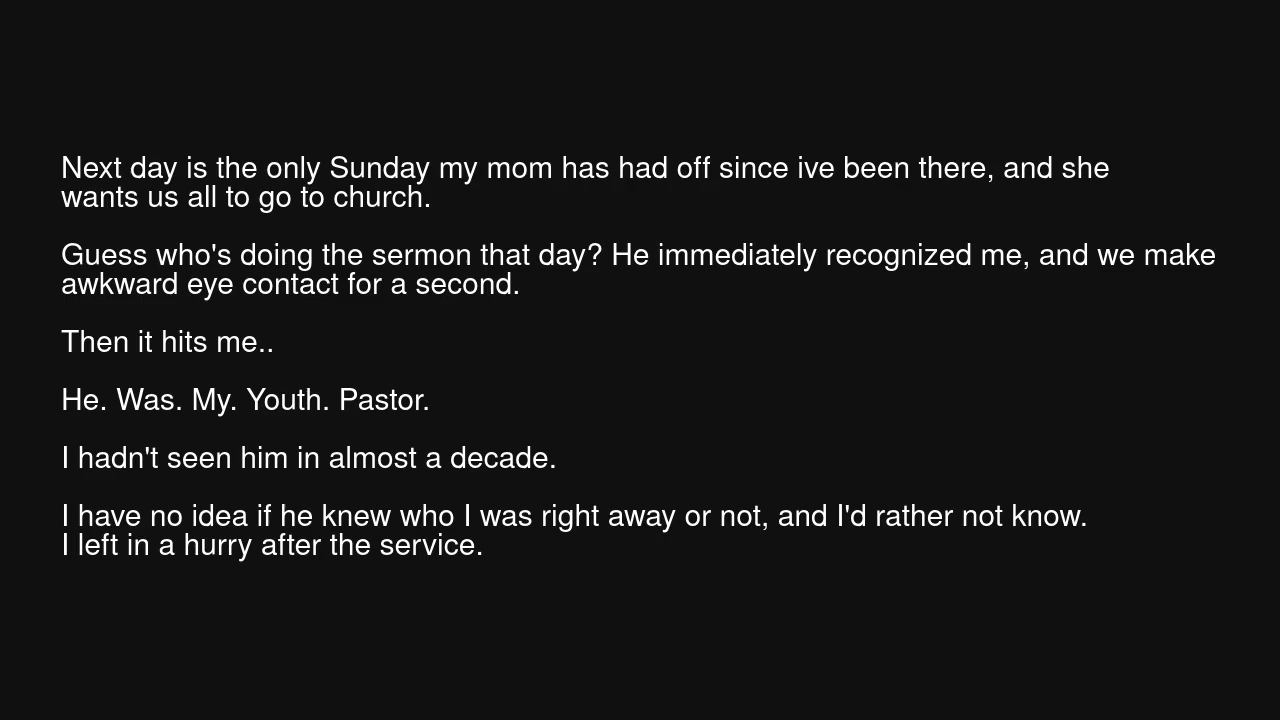 Next day is the only Sunday my mom has had off since ive been there, and she
wants us all to go to church.
Guess who's doing the sermon that day? He immediately recognized me, and we make
awkward eye contact for a second.
Then it hits me..
He. Was. My. Youth. Pastor.
I hadn't seen him in almost a decade.
I have no idea if he knew who I was right away or not, and I'd rather not know.
I left in a hurry after the service.